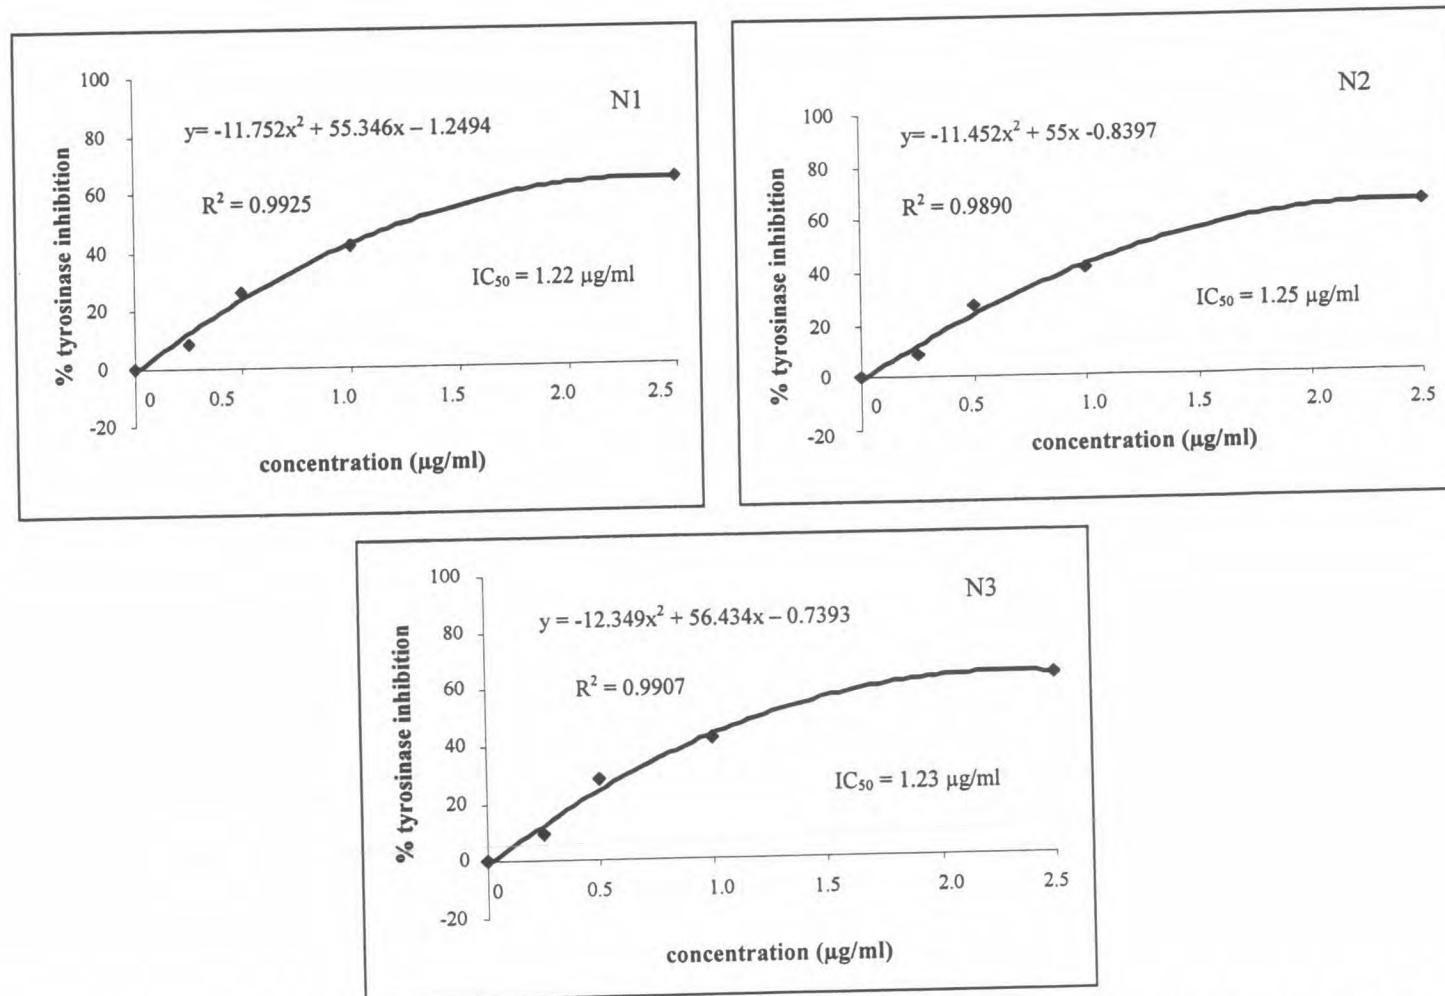 N1
100
y= -11.752x² + 55.346x – 1.2494
80
60
R² = 0.9925
40
IC₅₀ = 1.22 µg/ml
20
0
0 0.5 1.0 1.5 2.0 2.5
-20
% tyrosinase inhibition
concentration (µg/ml)
N2
100
y= -11.452x² + 55x -0.8397
80
60
R² = 0.9890
40
IC₅₀ = 1.25 µg/ml
20
0
0 0.5 1.0 1.5 2.0 2.5
-20
% tyrosinase inhibition
concentration (µg/ml)
N3
100
y = -12.349x² + 56.434x – 0.7393
80
60
R² = 0.9907
40
IC₅₀ = 1.23 µg/ml
20
0
0 0.5 1.0 1.5 2.0 2.5
-20
% tyrosinase inhibition
concentration (µg/ml)